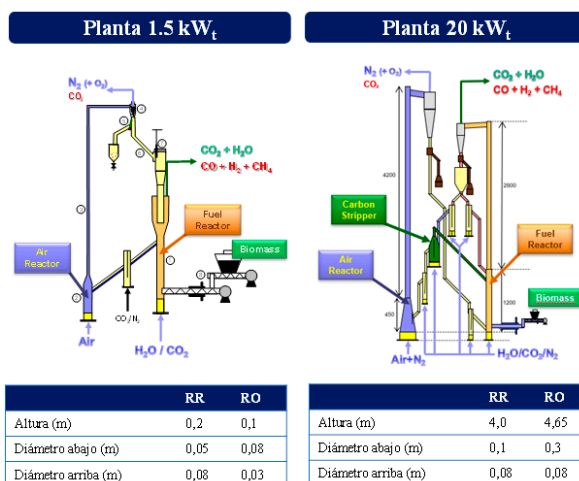 Planta 1.5 kWt
N2 (+ O2)
CO2
CO2 + H2O
CO + H2 + CH4
Air Reactor
Fuel Reactor
Biomass
CO2/N2
Air
H2O / CO2
RR RO
Altura (m) 0,2 0,1
Diámetro abajo (m) 0,05 0,08
Diámetro arriba (m) 0,08 0,03
Planta 20 kWt
N2 (+ O2)
CO2
CO2 + H2O
CO + H2 + CH4
4200
2800
Carbon Stripper
Air Reactor
Fuel Reactor
1200
450
Biomass
Air+N2
H2O/CO2/N2
RR RO
Altura (m) 4,0 4,65
Diámetro abajo (m) 0,1 0,3
Diámetro arriba (m) 0,08 0,08